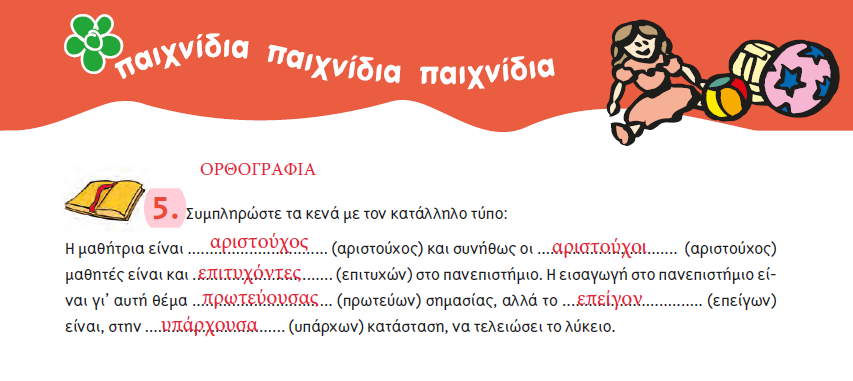 παιχνίδια παιχνίδια παιχνίδια
ΟΡΘΟΓΡΑΦΙΑ
5. Συμπληρώστε τα κενά με τον κατάλληλο τύπο:
Η μαθήτρια είναι ....αριστούχος.... (αριστούχος) και συνήθως οι ...αριστούχοι....... (αριστούχος)
μαθητές είναι και .επιτυχόντες....... (επιτυχών) στο πανεπιστήμιο. Η εισαγωγή στο πανεπιστήμιο εί-
ναι γι’ αυτή θέμα ..πρωτεύουσας... (πρωτεύων) σημασίας, αλλά το ...επείγον............. (επείγων)
είναι, στην ....υπάρχουσα...... (υπάρχων) κατάσταση, να τελειώσει το λύκειο.